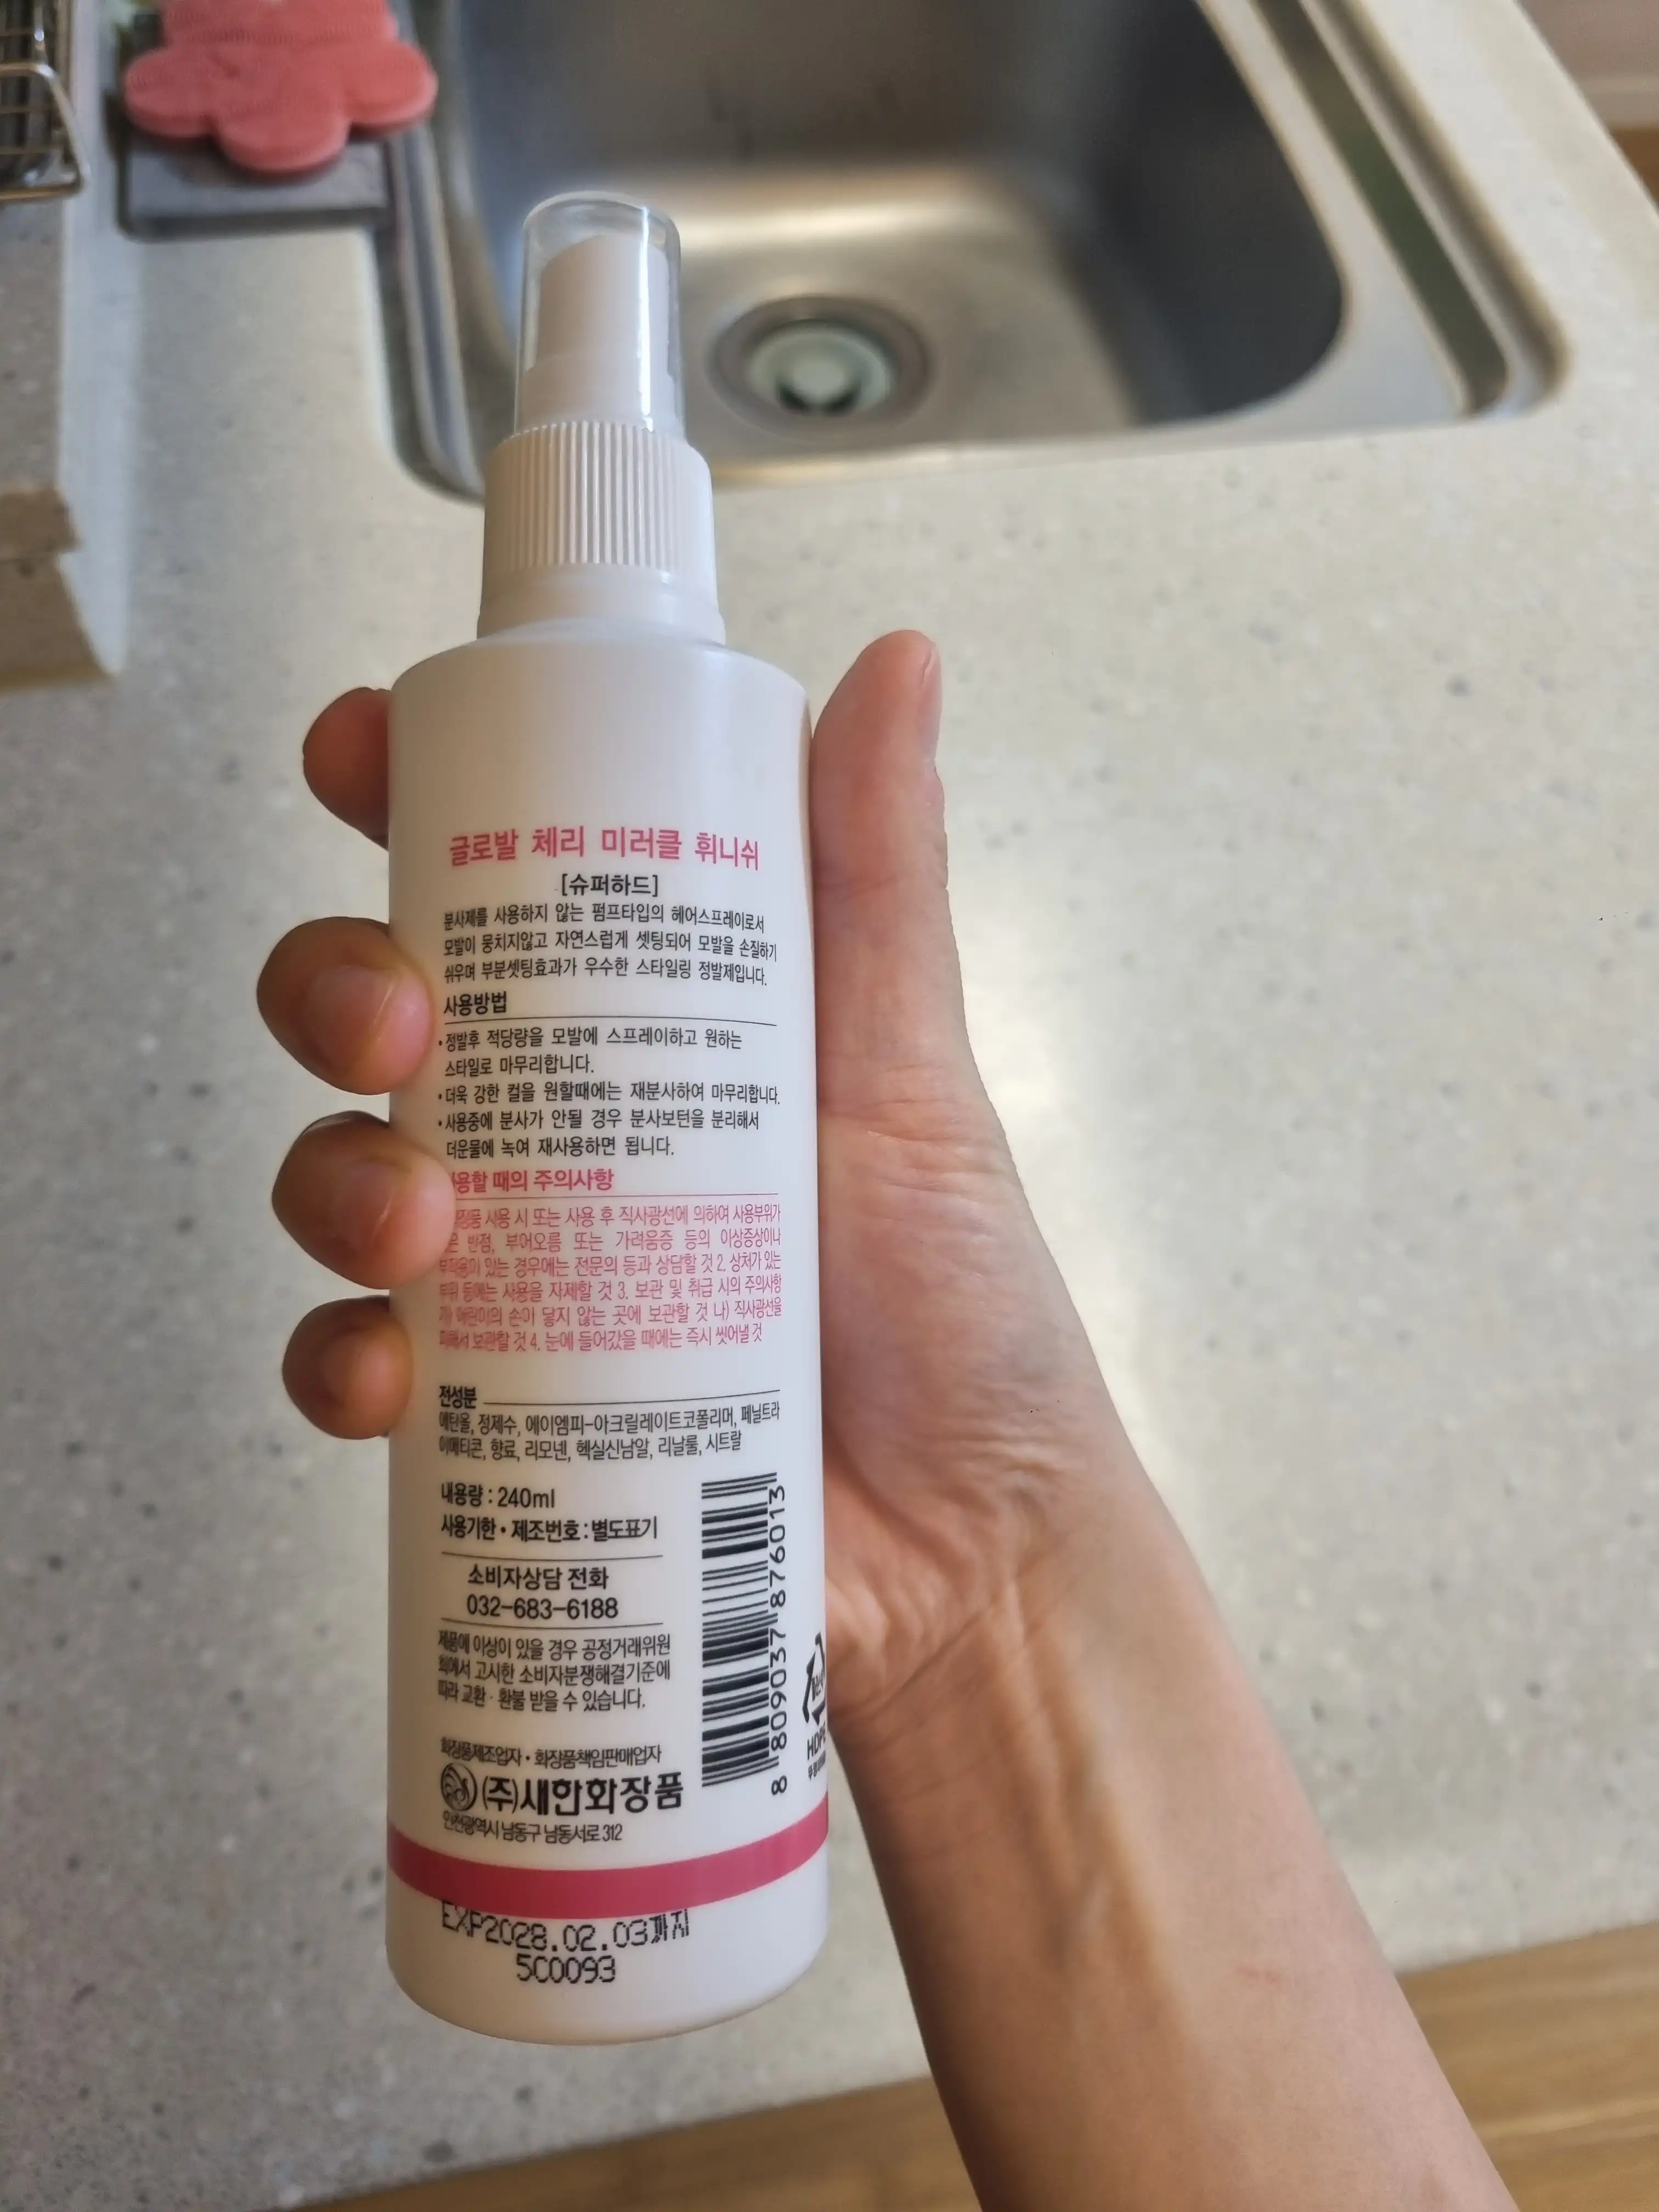 글로발 체리 미러클 휘니쉬
[슈퍼하드]
분사제를 사용하지 않는 펌프타입의 헤어스프레이로서
모발이 뭉치지않고 자연스럽게 셋팅되어 모발을 손질하기
쉬우며 부분셋팅효과가 우수한 스타일링 정발제입니다.
사용방법
•정발후 적당량을 모발에 스프레이하고 원하는
스타일로 마무리합니다.
•더욱 강한 컬을 원할때에는 재분사하여 마무리합니다.
•사용중에 분사가 안될 경우 분사보턴을 분리해서
더운물에 녹여 재사용하면 됩니다.
용할 때의 주의사항
사용 시 또는 사용 후 직사광선에 의하여 사용부위가
반점, 부어오름 또는 가려움증 등의 이상증상이나
부작용이 있는 경우에는 전문의 등과 상담할 것 2. 상처가 있는
부위 등에는 사용을 자제할 것 3. 보관 및 취급 시의 주의사항
가) 어린이의 손이 닿지 않는 곳에 보관할 것 나) 직사광선을
피해서 보관할 것 4. 눈에 들어갔을 때에는 즉시 씻어낼 것
전성분
에탄올, 정제수, 에이엠피-아크릴레이트코폴리머, 페닐트라
이메티콘, 향료, 리모넨, 헥실신남알, 리날룰, 시트랄
내용량 : 240ml
사용기한 • 제조번호 : 별도표기
소비자상담 전화
032-683-6188
제품에 이상이 있을 경우 공정거래위원
회에서 고시한 소비자분쟁해결기준에
따라 교환 · 환불 받을 수 있습니다.
화장품제조업자 • 화장품책임판매업자
(주)새한화장품
인천광역시 남동구 남동서로 312
8 809037 876013
HDPE
EXP2028.02.03까지
5C0093